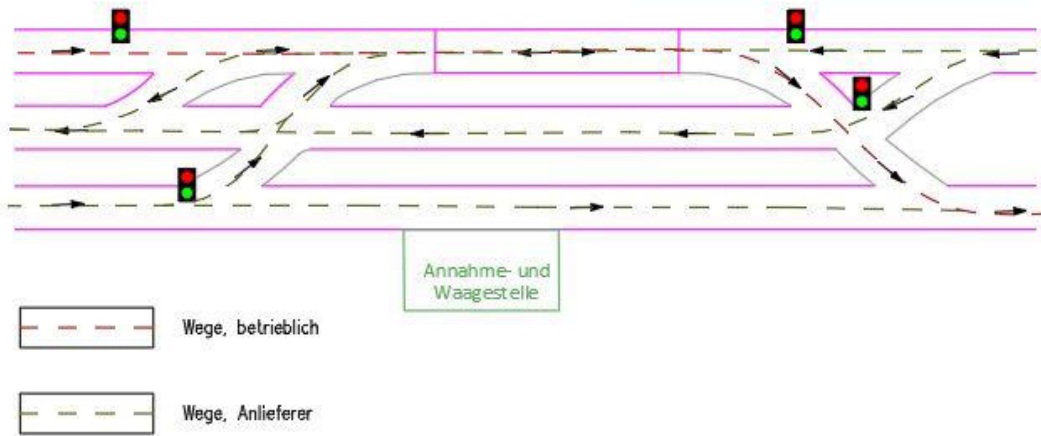 Annahme- und
Waagestelle
Wege, betrieblich
Wege, Anlieferer